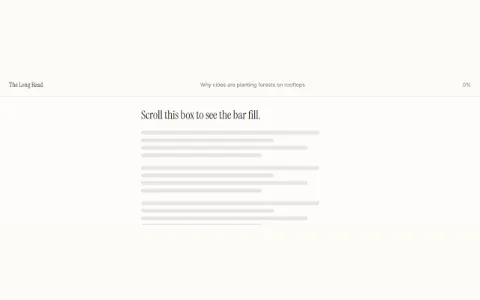 The Long Read
Why cities are planting forests on rooftops
0%
Scroll this box to see the bar fill.